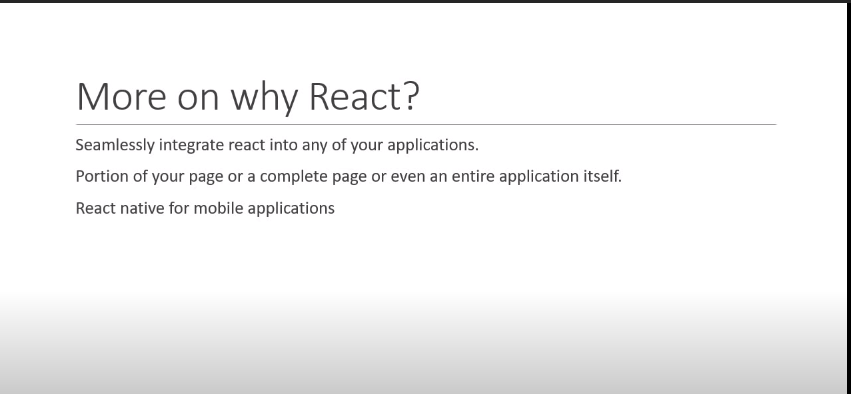 More on why React?
Seamlessly integrate react into any of your applications.
Portion of your page or a complete page or even an entire application itself.
React native for mobile applications